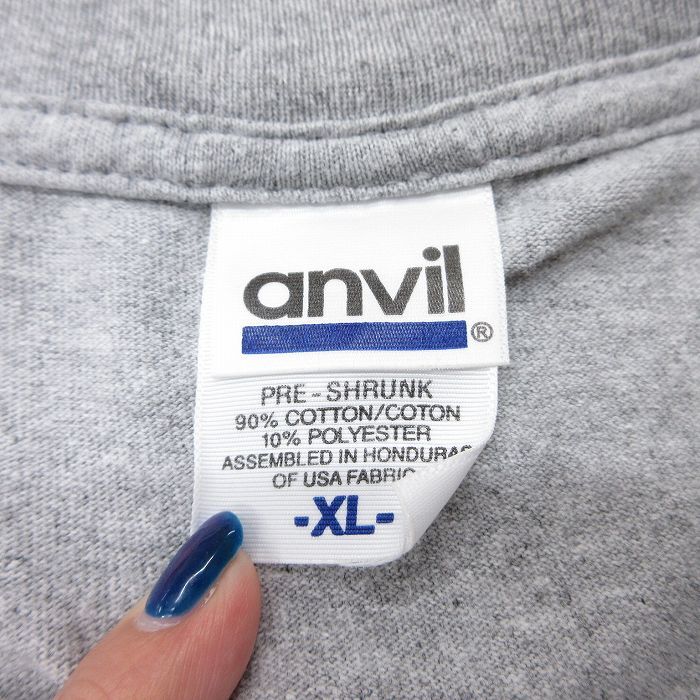 anvil
®
PRE-SHRUNK
90% COTTON/COTON
10% POLYESTER
ASSEMBLED IN HONDURAS
OF USA FABRIC
-XL-